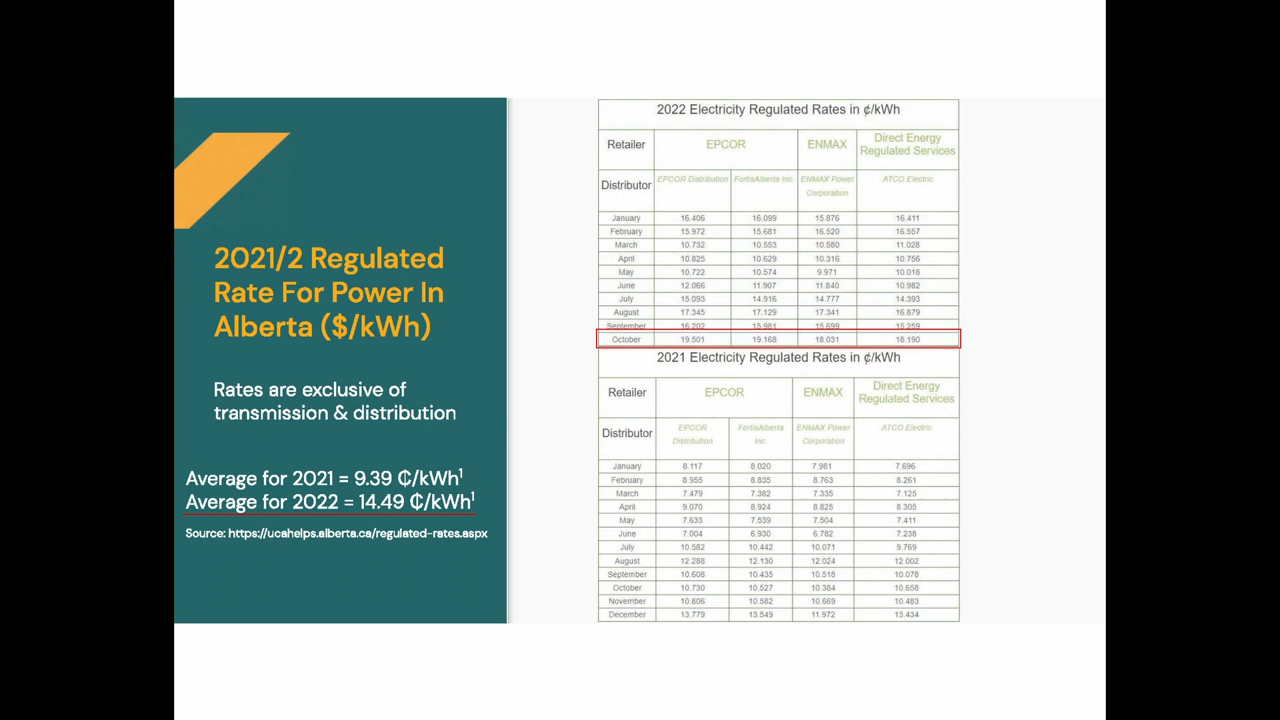 2021/2 Regulated
Rate For Power In
Alberta ($/kWh)
Rates are exclusive of
transmission & distribution
Average for 2021 = 9.39 ₵/kWh¹
Average for 2022 = 14.49 ₵/kWh¹
Source: https://ucahelps.alberta.ca/regulated-rates.aspx
2022 Electricity Regulated Rates in ¢/kWh
Retailer EPCOR ENMAX Direct Energy Regulated Services
Distributor EPCOR Distribution FortisAlberta Inc. ENMAX Power Corporation ATCO Electric
January 16.406 16.099 15.876 16.411
February 15.972 15.681 16.520 16.557
March 10.732 10.553 10.580 11.028
April 10.825 10.629 10.316 10.756
May 10.722 10.574 9.971 10.018
June 12.066 11.907 11.840 10.982
July 15.093 14.916 14.777 14.393
August 17.345 17.129 17.341 16.879
September 16.202 15.981 15.699 15.259
October 19.501 19.168 18.031 18.190
2021 Electricity Regulated Rates in ¢/kWh
Retailer EPCOR ENMAX Direct Energy Regulated Services
Distributor EPCOR Distribution FortisAlberta Inc. ENMAX Power Corporation ATCO Electric
January 8.117 8.020 7.981 7.696
February 8.955 8.835 8.763 8.261
March 7.479 7.382 7.335 7.125
April 9.070 8.924 8.825 8.305
May 7.633 7.539 7.504 7.411
June 7.004 6.930 6.782 7.238
July 10.582 10.442 10.071 9.769
August 12.288 12.130 12.024 12.002
September 10.608 10.435 10.518 10.078
October 10.730 10.527 10.384 10.658
November 10.806 10.582 10.669 10.483
December 13.779 13.549 11.972 13.434